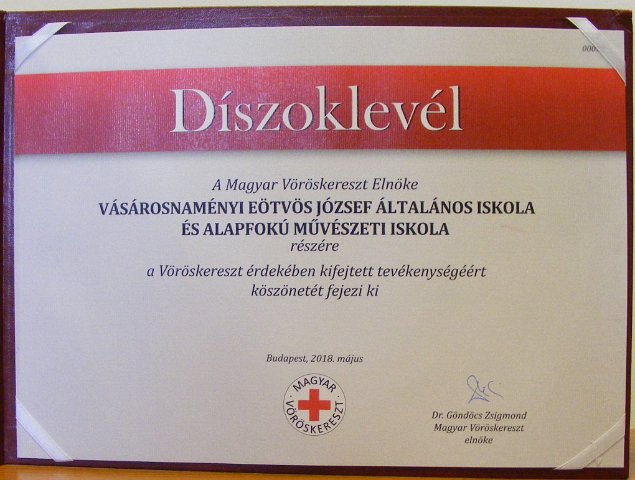 Díszoklevél
A Magyar Vöröskereszt Elnöke
VÁSÁROSNAMÉNYI EÖTVÖS JÓZSEF ÁLTALÁNOS ISKOLA
ÉS ALAPFOKÚ MŰVÉSZETI ISKOLA
részére
a Vöröskereszt érdekében kifejtett tevékenységéért
köszönetét fejezi ki
Budapest, 2018. május
MAGYAR
VÖRÖSKERESZT
Dr. Göndöcs Zsigmond
Magyar Vöröskereszt
elnöke